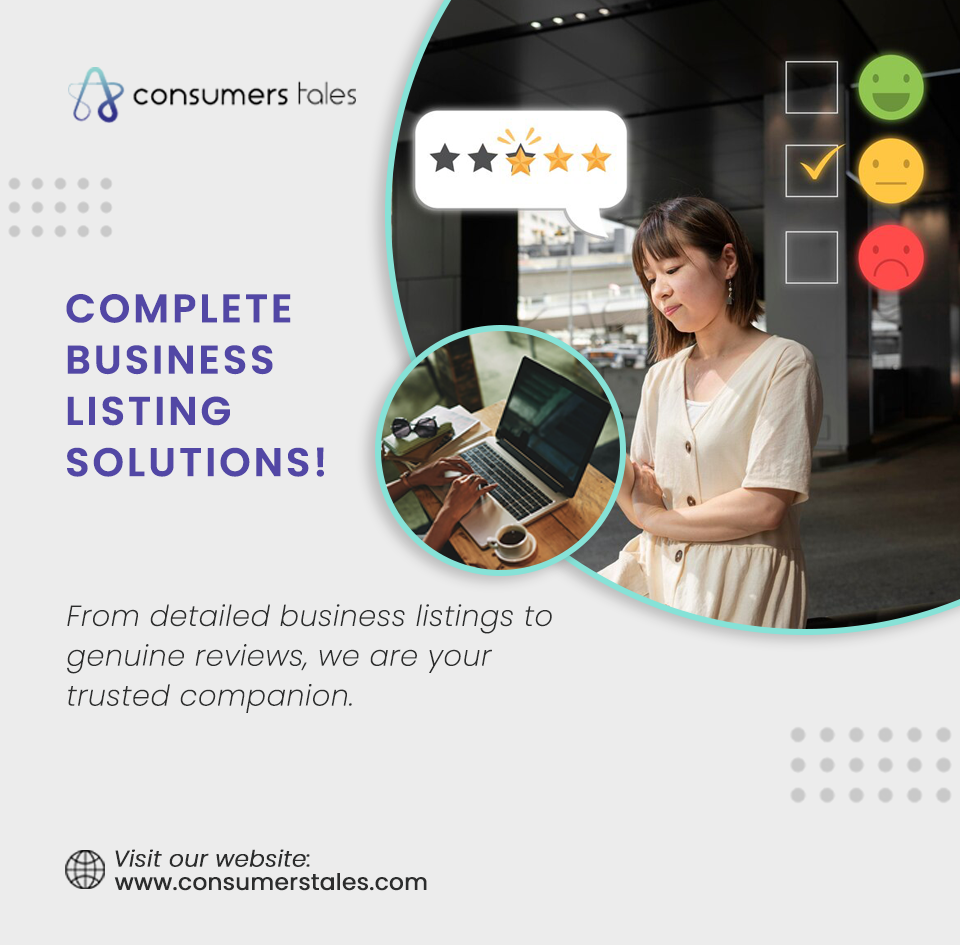 consumers tales
COMPLETE
BUSINESS
LISTING
SOLUTIONS!
From detailed business listings to
genuine reviews, we are your
trusted companion.
Visit our website:
www.consumerstales.com